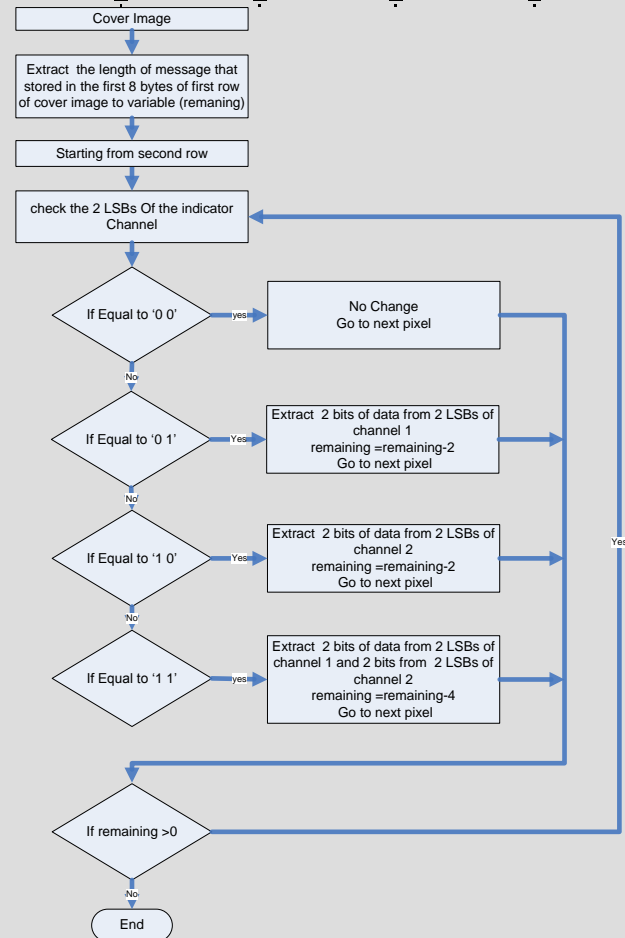 Cover Image
Extract the length of message that
stored in the first 8 bytes of first row
of cover image to variable (remaning)
Starting from second row
check the 2 LSBs Of the indicator
Channel
If Equal to ‘0 0’
yes
No Change
Go to next pixel
No
If Equal to ‘0 1’
Yes
Extract 2 bits of data from 2 LSBs of
channel 1
remaining =remaining-2
Go to next pixel
No
If Equal to ‘1 0’
Yes
Extract 2 bits of data from 2 LSBs of
channel 2
remaining =remaining-2
Go to next pixel
Yes
No
If Equal to ‘1 1’
yes
Extract 2 bits of data from 2 LSBs of
channel 1 and 2 bits from 2 LSBs of
channel 2
remaining =remaining-4
Go to next pixel
If remaining >0
No
End